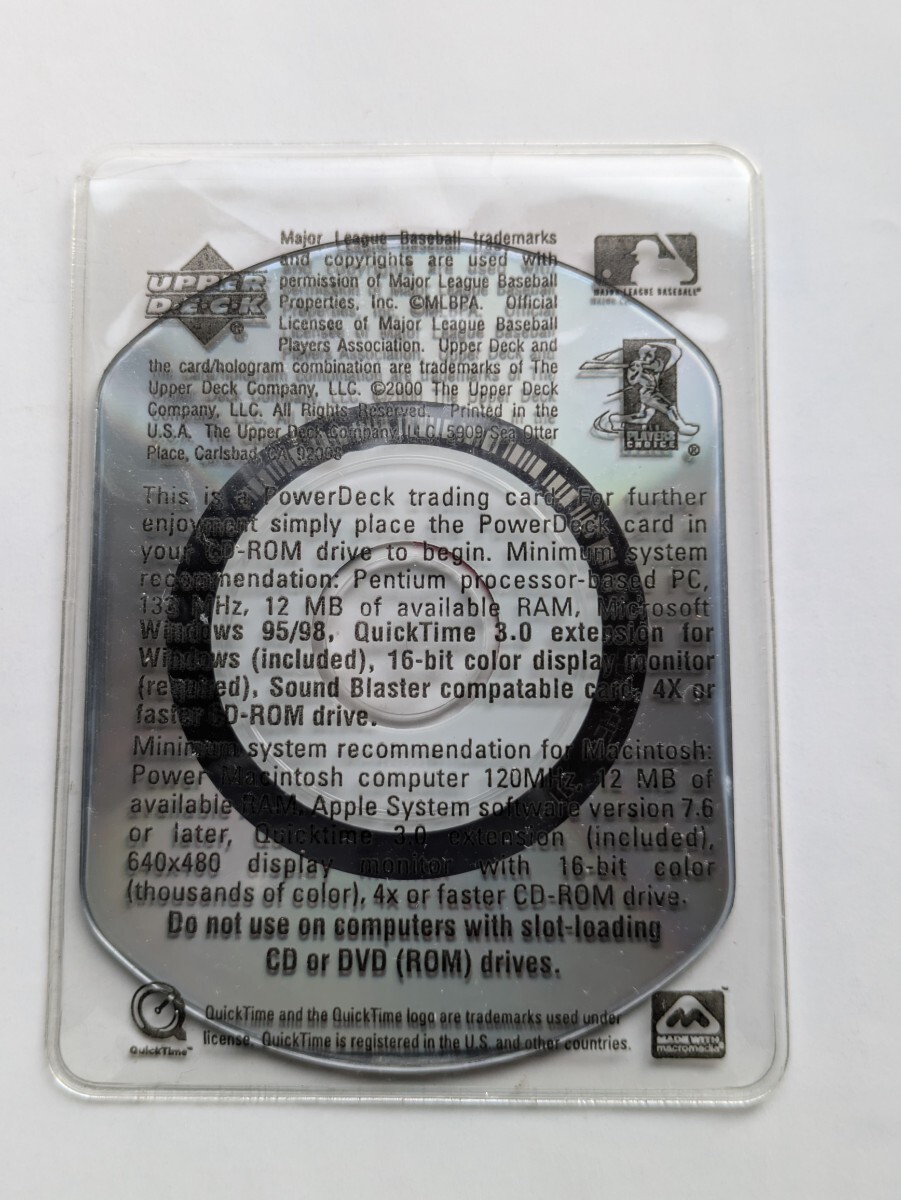 UPPER
DECK®
Major League Baseball trademarks
and copyrights are used with
permission of Major League Baseball
Properties, Inc. ©MLBPA. Official
Licensee of Major League Baseball
Players Association. Upper Deck and
the card/hologram combination are trademarks of The
Upper Deck Company, LLC. ©2000 The Upper Deck
Company, LLC. All Rights Reserved. Printed in the
U.S.A. The Upper Deck Company, LLC, 5909 Sea Otter
Place, Carlsbad, CA 92008
MAJOR LEAGUE BASEBALL®
PLAYERS
CHOICE
®
This is a PowerDeck trading card. For further
enjoyment simply place the PowerDeck card in
your CD-ROM drive to begin. Minimum system
recommendation: Pentium processor-based PC,
133 MHz, 12 MB of available RAM, Microsoft
Windows 95/98, QuickTime 3.0 extension for
Windows (included), 16-bit color display monitor
(required), Sound Blaster compatable card, 4X or
faster CD-ROM drive.
Minimum system recommendation for Macintosh:
Power Macintosh computer 120MHz, 12 MB of
available RAM, Apple System software version 7.6
or later, Quicktime 3.0 extension (included),
640x480 display monitor with 16-bit color
(thousands of color), 4x or faster CD-ROM drive.
Do not use on computers with slot-loading
CD or DVD (ROM) drives.
QuickTime™
QuickTime and the QuickTime logo are trademarks used under
license. QuickTime is registered in the U.S. and other countries.
™
MADE WITH
macromedia